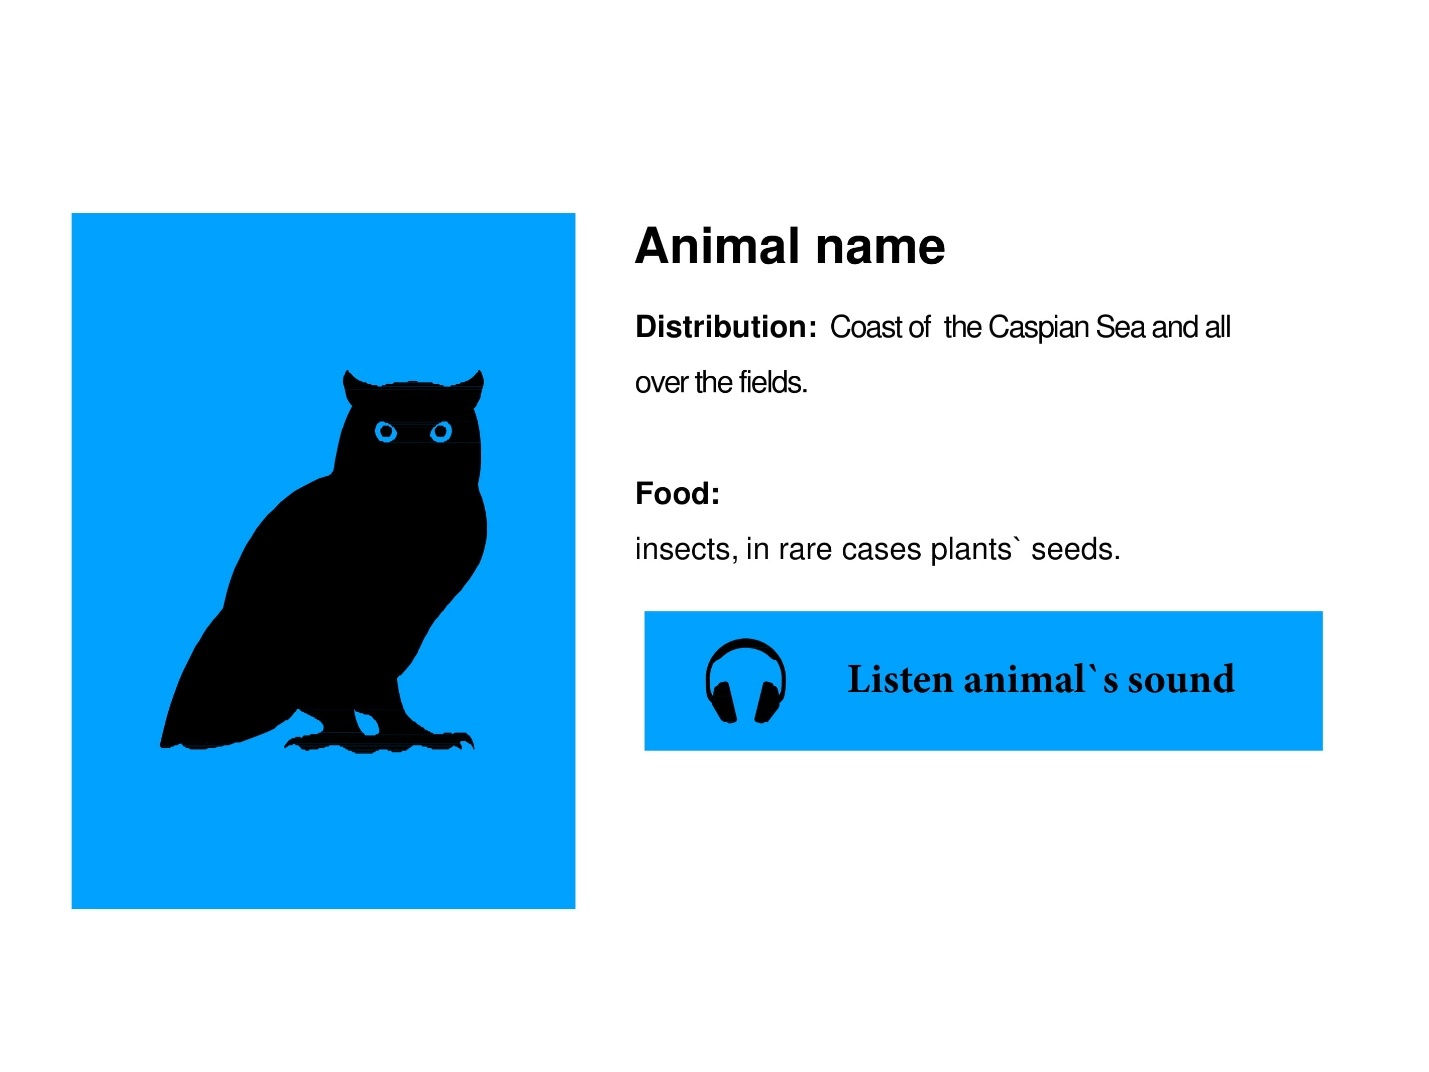 Animal name
Distribution: Coast of the Caspian Sea and all
over the fields.
Food:
insects, in rare cases plants` seeds.
Listen animal`s sound